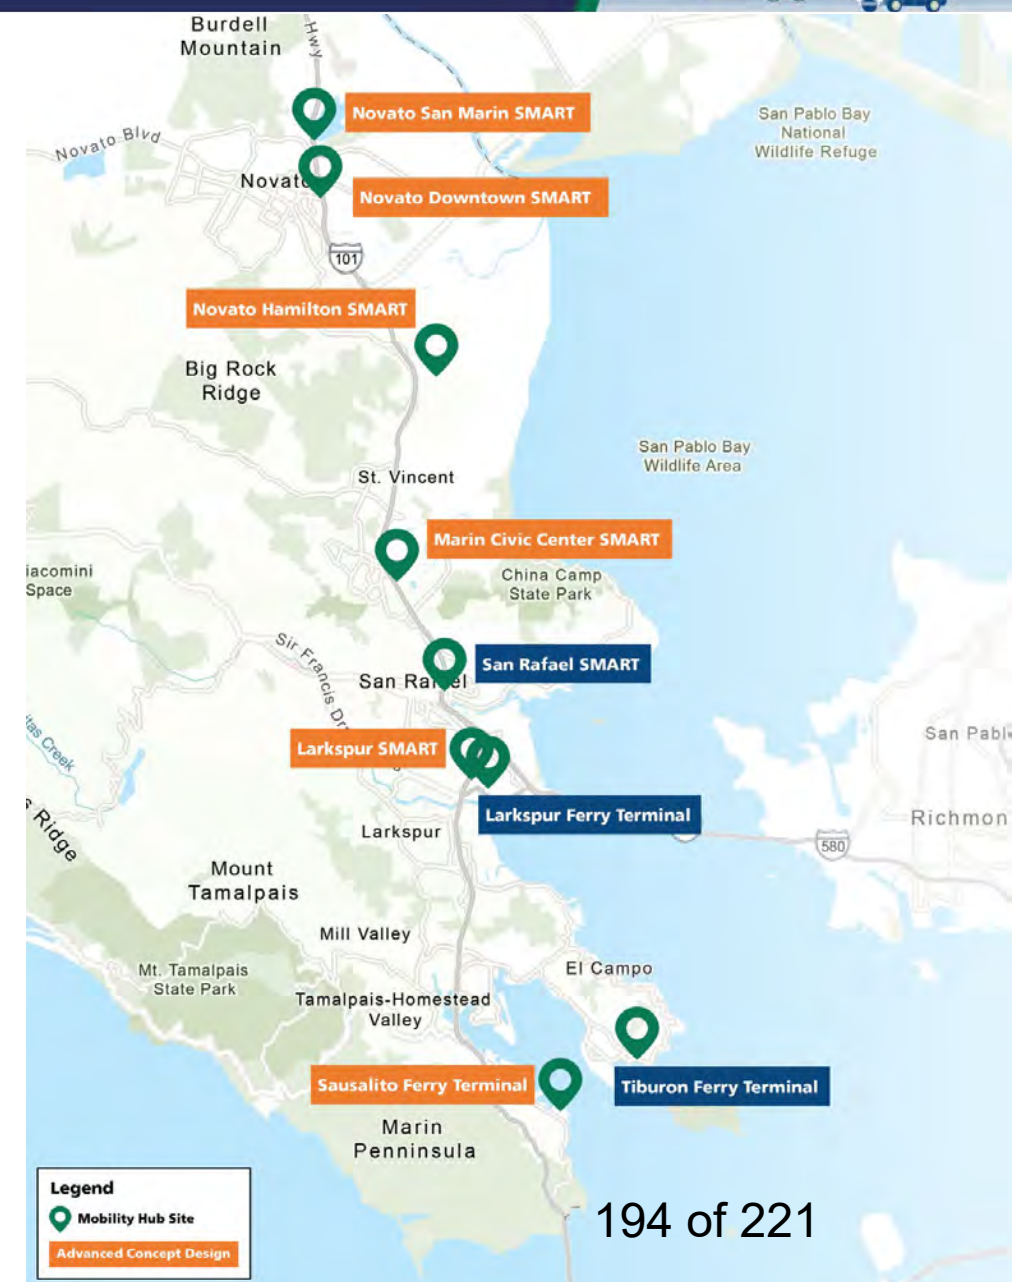 Burdell
Mountain
Hwy
Novato San Marin SMART
San Pablo Bay
National
Wildlife Refuge
Novato Blvd
Novato
Novato Downtown SMART
101
Novato Hamilton SMART
Big Rock
Ridge
San Pablo Bay
Wildlife Area
St. Vincent
Marin Civic Center SMART
iacomini
Space
China Camp
State Park
Sir Francis Dr
San Rafael SMART
San Rafael
Larkspur SMART
itas Creek
San Pabl
Larkspur Ferry Terminal
Richmon
s Ridge
Larkspur
580
Mount
Tamalpais
Mill Valley
El Campo
Mt. Tamalpais
State Park
Tamalpais-Homestead
Valley
Sausalito Ferry Terminal
Tiburon Ferry Terminal
Marin
Penninsula
Legend
Mobility Hub Site
Advanced Concept Design
194 of 221